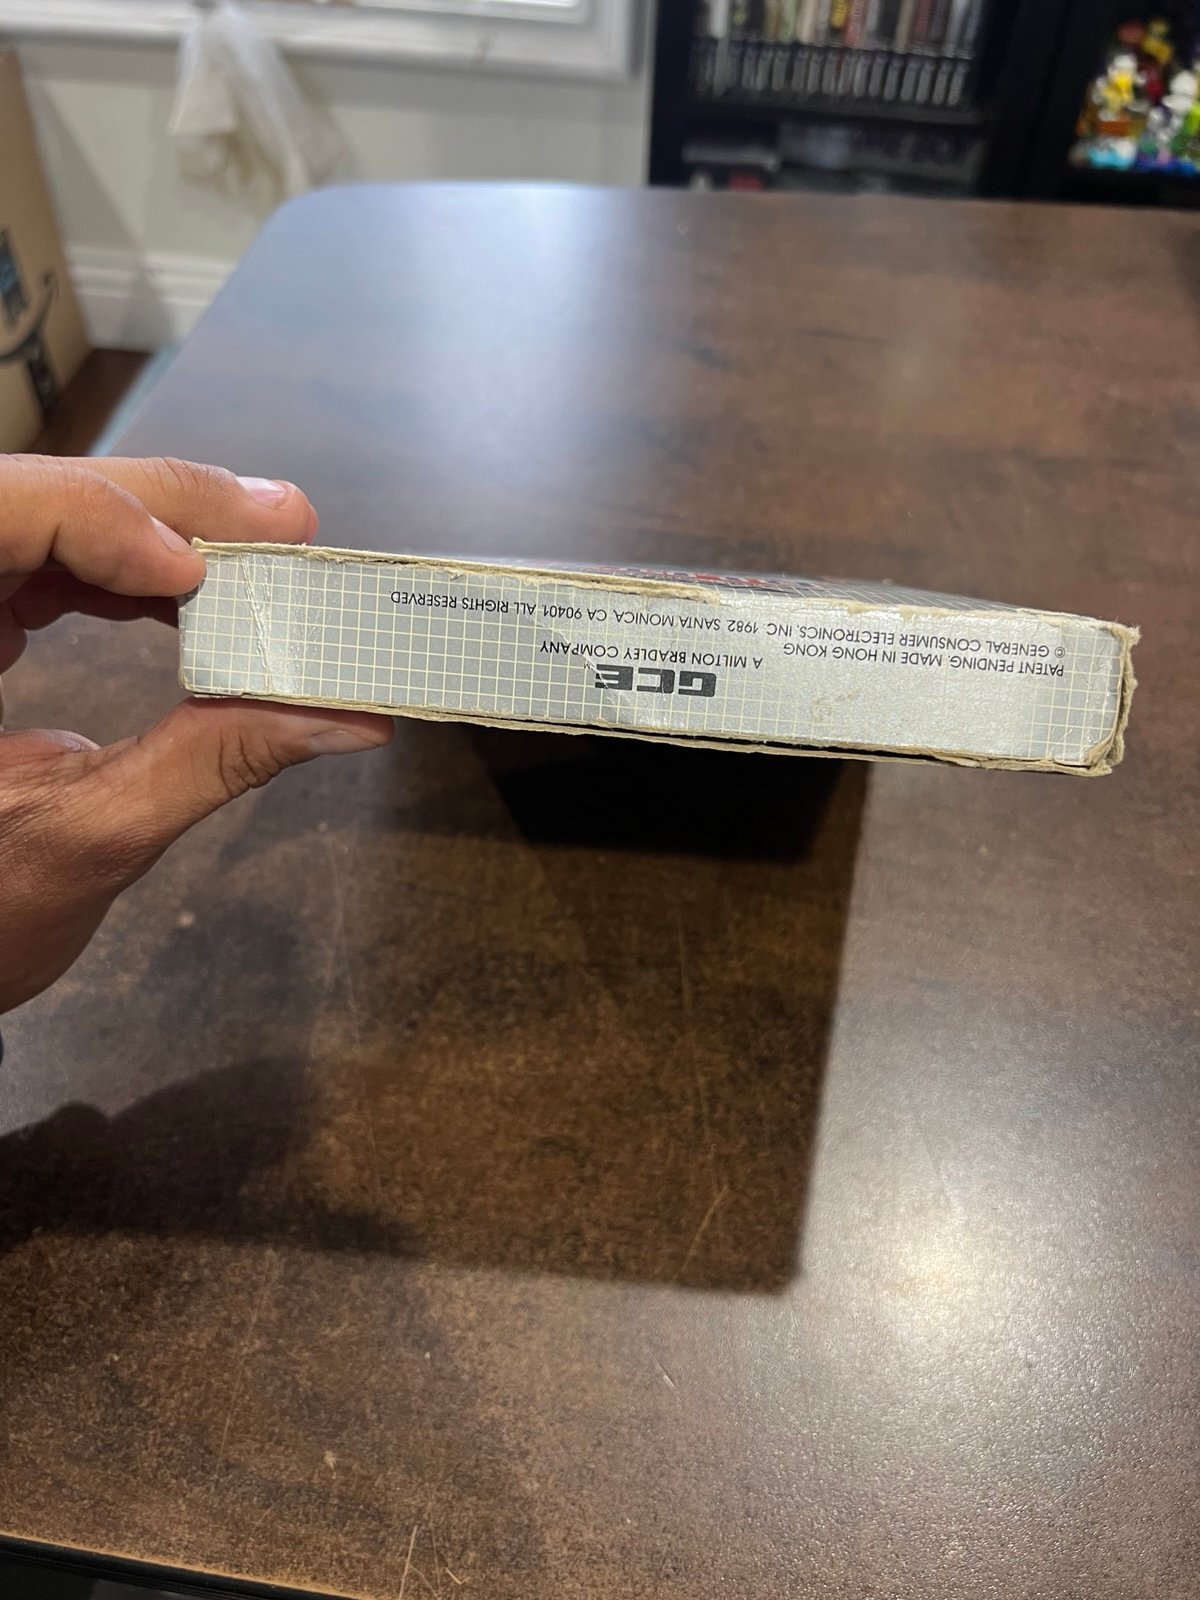 GCE
A MILTON BRADLEY COMPANY
PATENT PENDING. MADE IN HONG KONG
© GENERAL CONSUMER ELECTRONICS, INC. 1982. SANTA MONICA, CA 90401. ALL RIGHTS RESERVED.